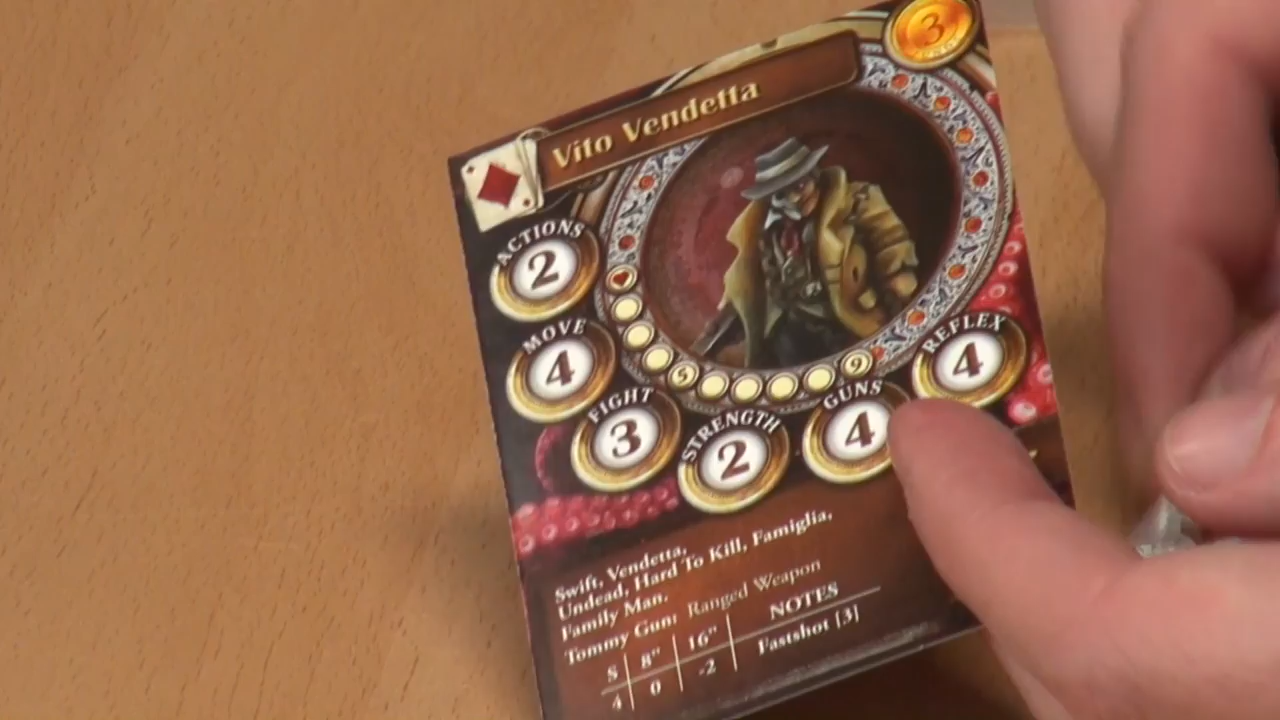 3
Vito Vendetta
ACTIONS
2
MOVE
4
FIGHT
3
STRENGTH
2
GUNS
4
REFLEX
4
5
9
Swift, Vendetta,
Undead, Hard To Kill, Famiglia,
Family Man.
Tommy Gun: Ranged Weapon
S 8" 16" NOTES
4 0 -2 Fastshot [3]